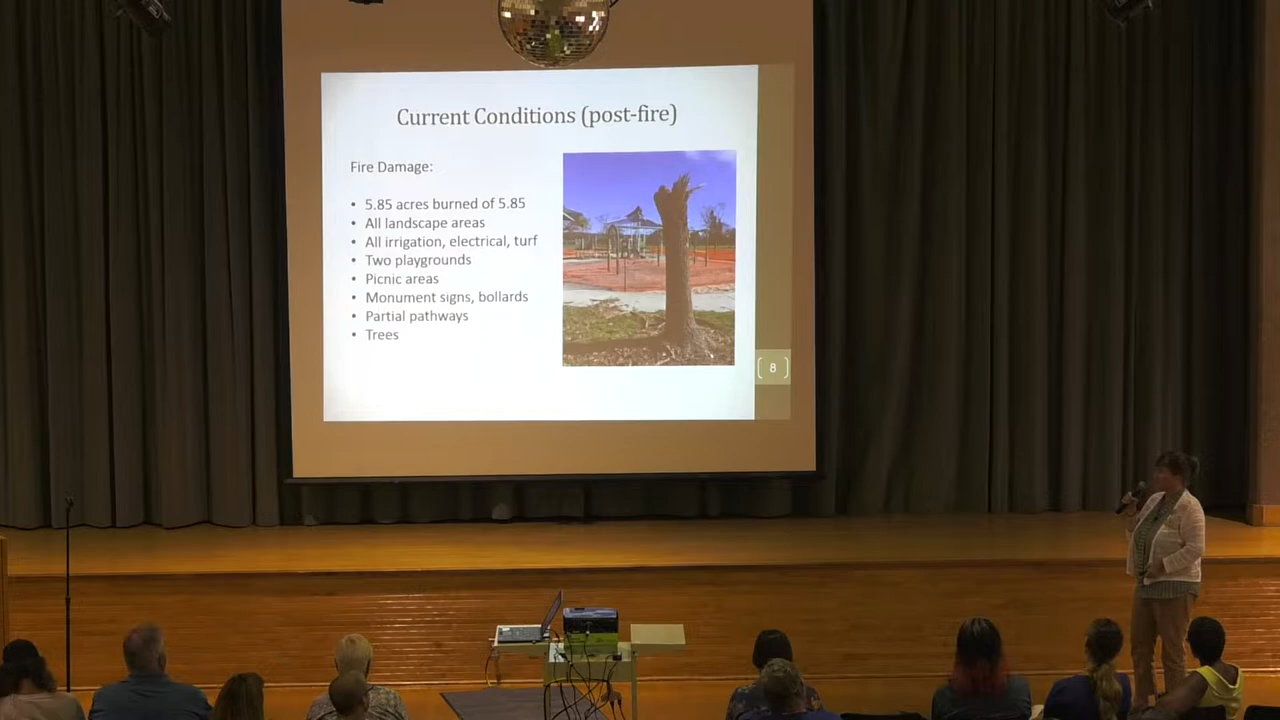 Current Conditions (post-fire)
Fire Damage:
• 5.85 acres burned of 5.85
• All landscape areas
• All irrigation, electrical, turf
• Two playgrounds
• Picnic areas
• Monument signs, bollards
• Partial pathways
• Trees
[ 8 ]